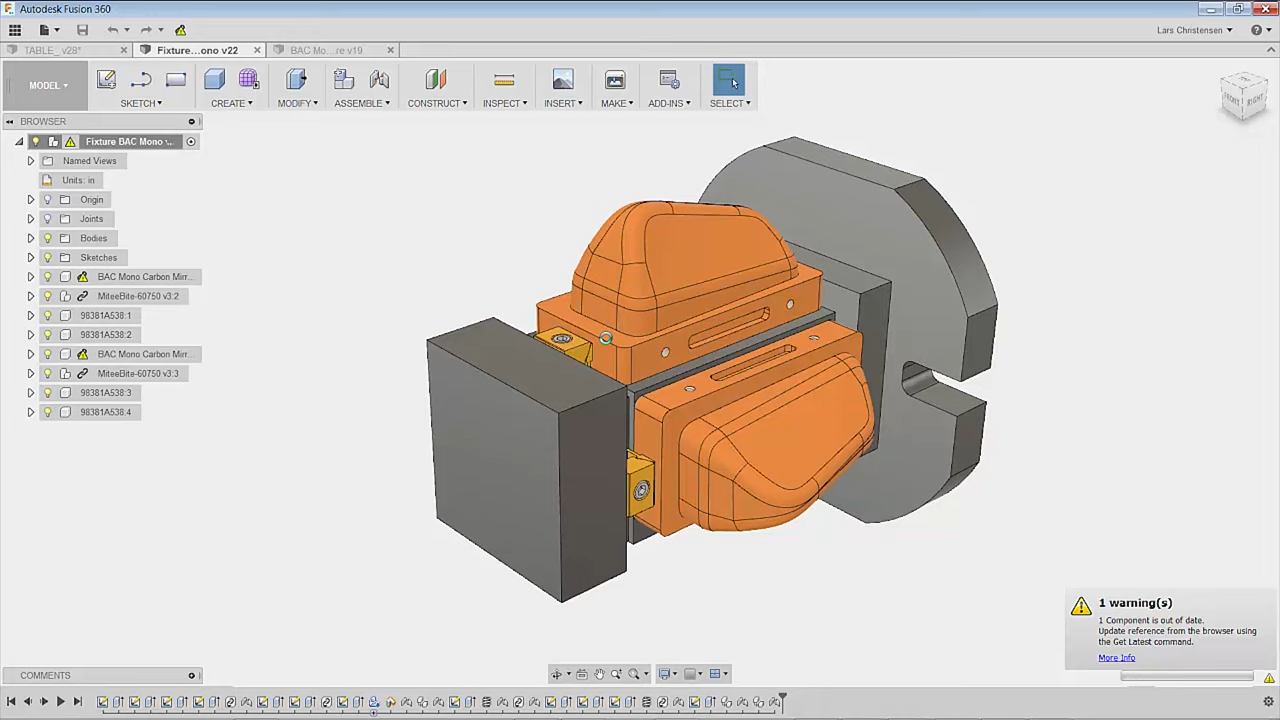 Autodesk Fusion 360
Lars Christensen
TABLE_ v28*
Fixture...ono v22
BAC Mo...re v19
MODEL
SKETCH
CREATE
MODIFY
ASSEMBLE
CONSTRUCT
INSPECT
INSERT
MAKE
ADD-INS
SELECT
FRONT
RIGHT
BROWSER
Fixture BAC Mono v...
Named Views
Units: in
Origin
Joints
Bodies
Sketches
BAC Mono Carbon Mirr...
MiteeBite-60750 v3:2
98381A538:1
98381A538:2
BAC Mono Carbon Mirr...
MiteeBite-60750 v3:3
98381A538:3
98381A538:4
1 warning(s)
1 Component is out of date.
Update reference from the browser using
the Get Latest command.
More Info
COMMENTS